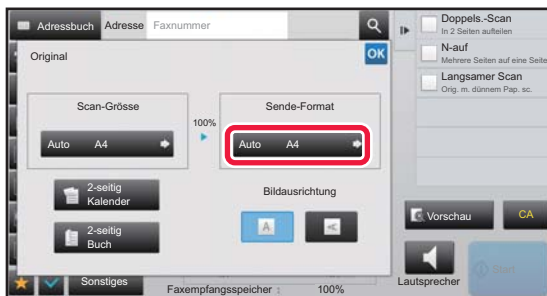 Adressbuch Adresse Faxnummer
Original OK
Scan-Grösse
Auto A4
100%
Sende-Format
Auto A4
2-seitig
Kalender
2-seitig
Buch
Bildausrichtung
A A
Sonstiges
Faxempfangsspeicher : 100%
Doppels.-Scan
In 2 Seiten aufteilen
N-auf
Mehrere Seiten auf eine Seite
Langsamer Scan
Orig. m. dünnem Pap. sc.
Vorschau CA
Lautsprecher
Start